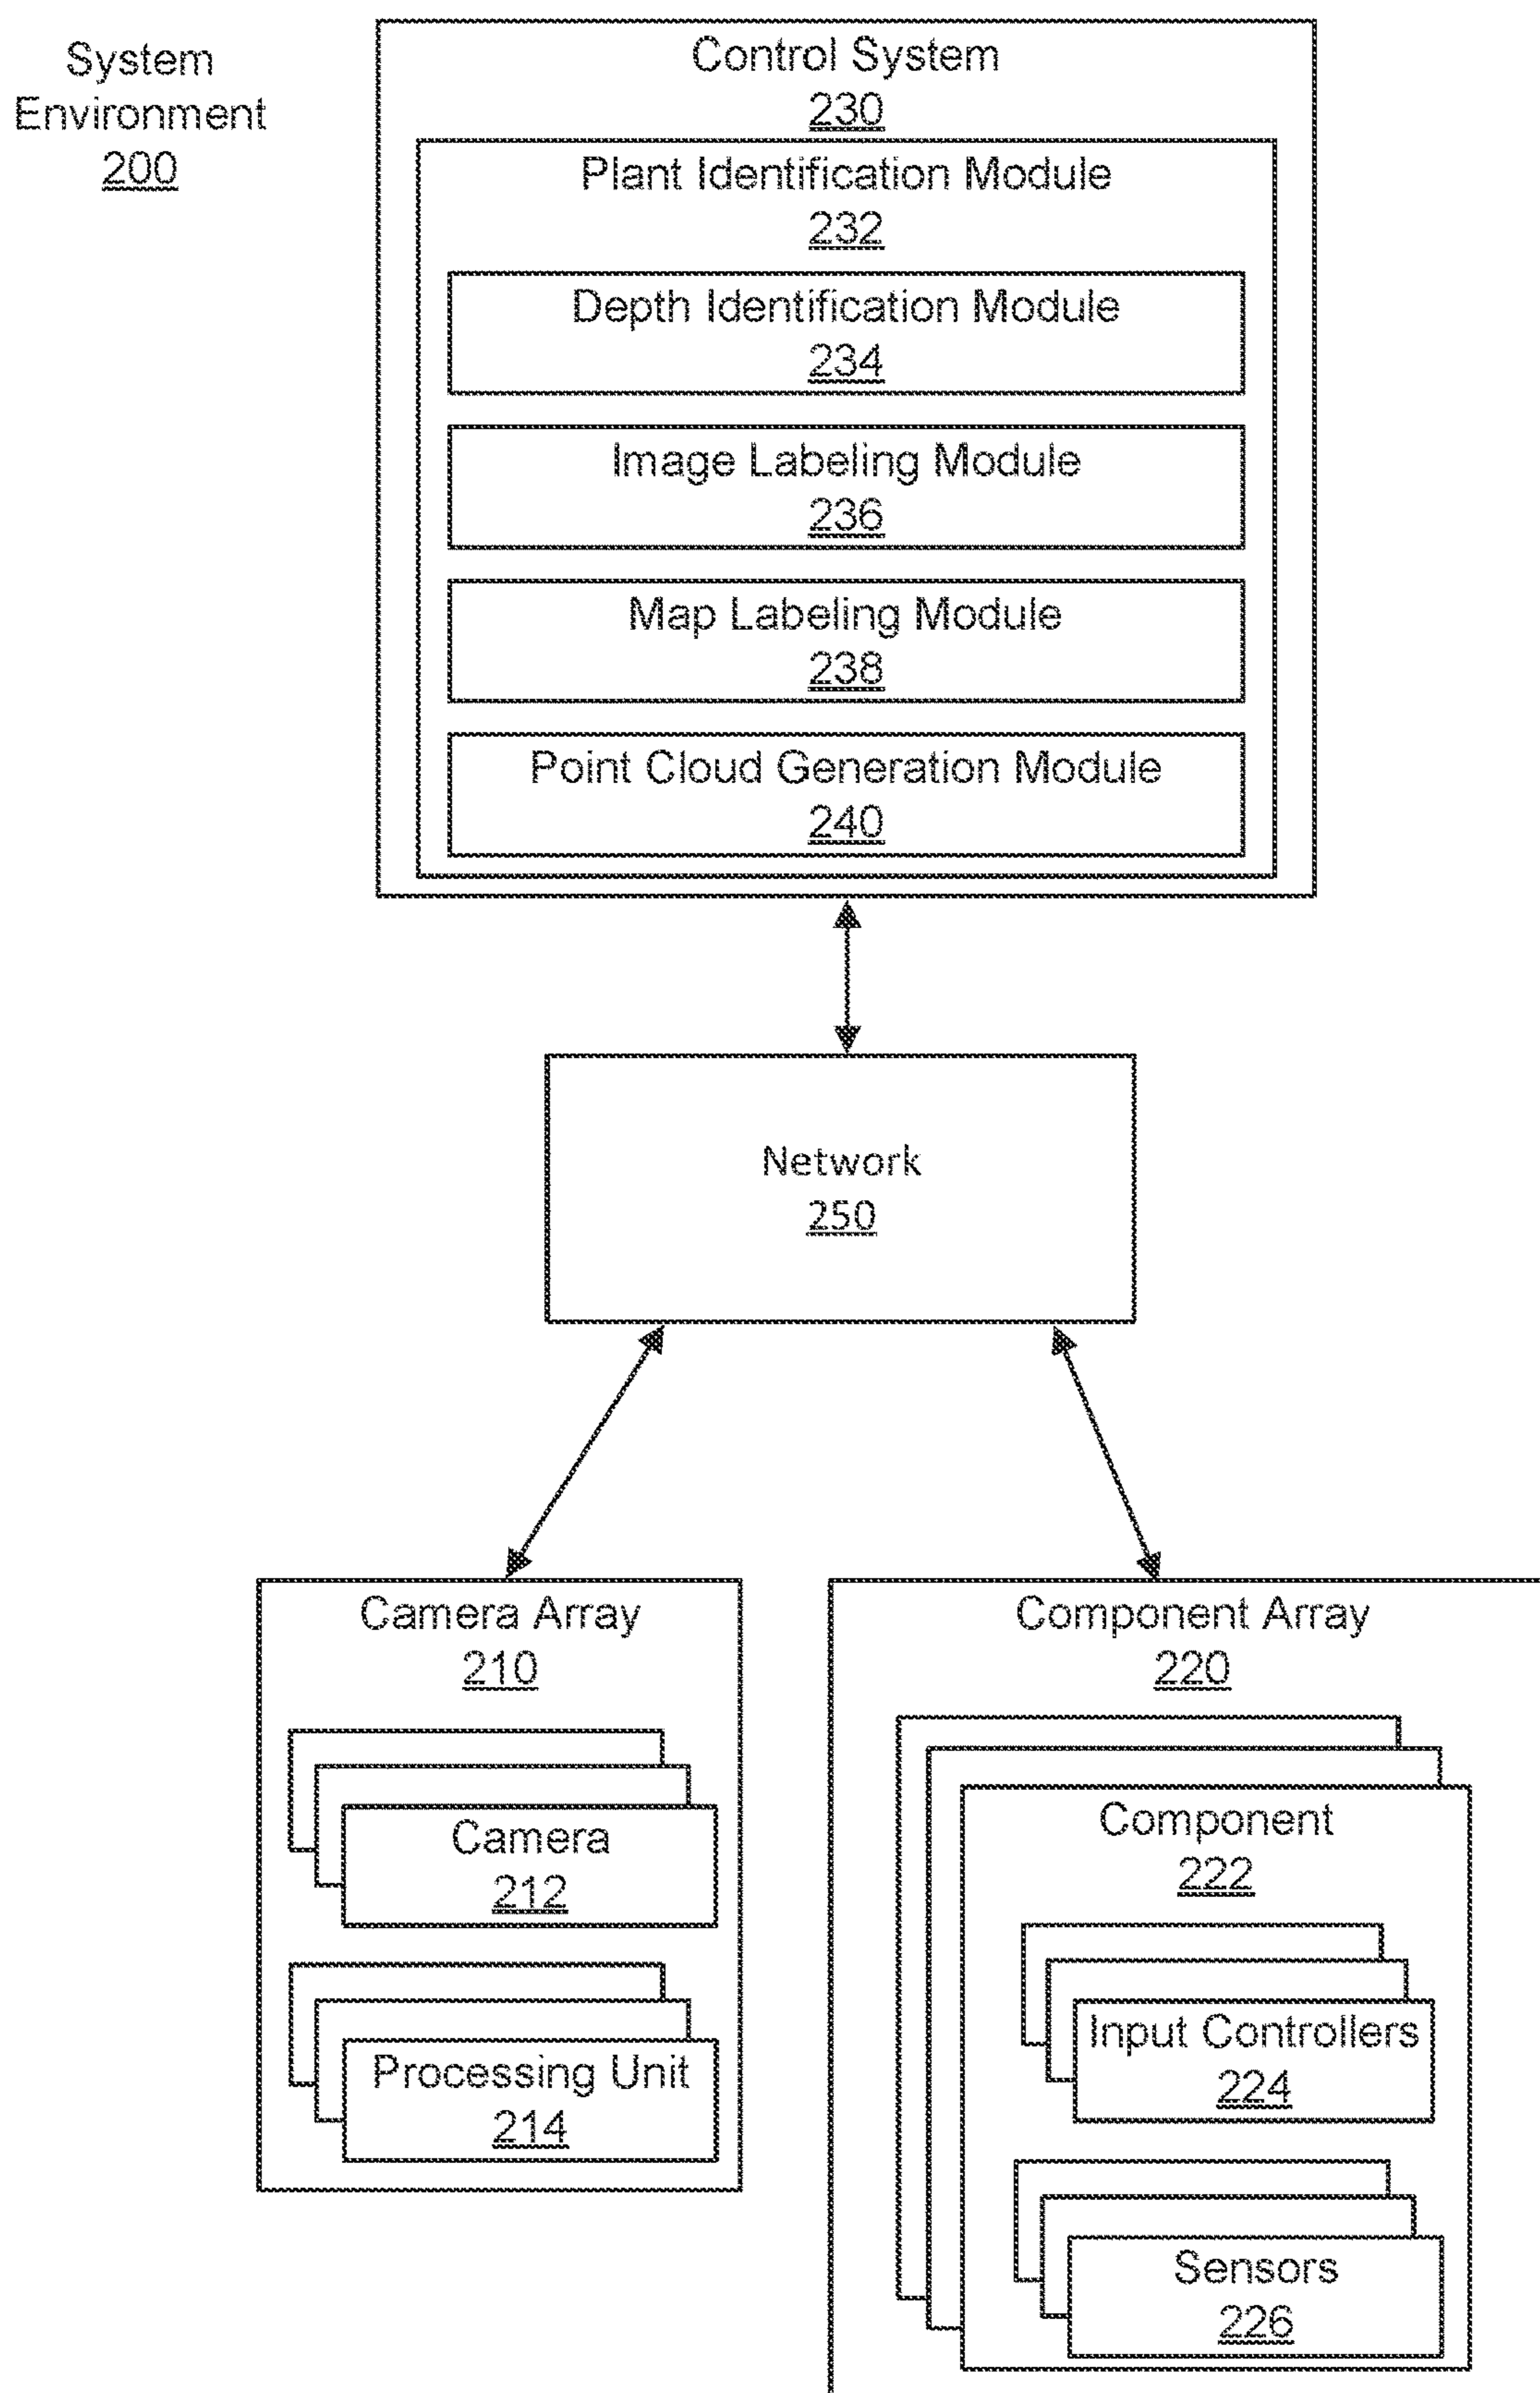 System
Environment
200
Control System
230
Plant Identification Module
232
Depth Identification Module
234
Image Labeling Module
236
Map Labeling Module
238
Point Cloud Generation Module
240
Network
250
Camera Array
210
Camera
212
Processing Unit
214
Component Array
220
Component
222
Input Controllers
224
Sensors
226